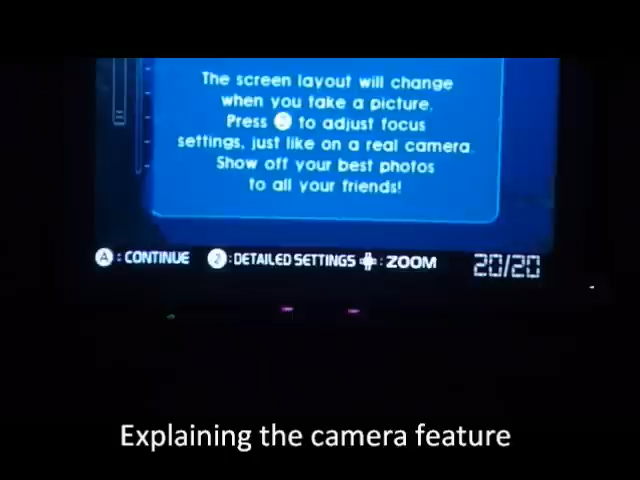 The screen layout will change
when you take a picture.
Press ② to adjust focus
settings, just like on a real camera.
Show off your best photos
to all your friends!
Ⓐ : CONTINUE ② : DETAILED SETTINGS : ZOOM 20/20
Explaining the camera feature